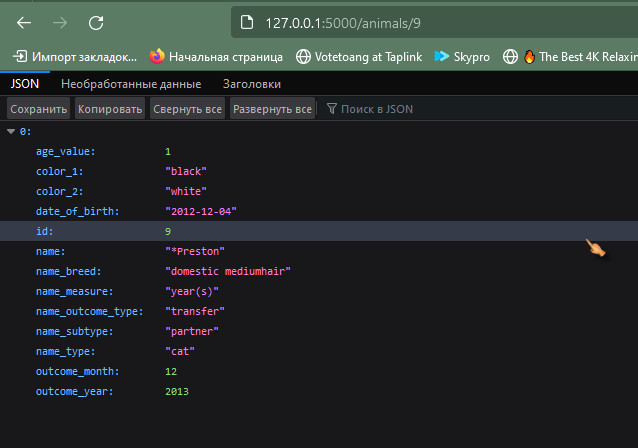 127.0.0.1:5000/animals/9
Импорт закладок... Начальная страница Votetoang at Taplink Skypro The Best 4K Relaxin
JSON Необработанные данные Заголовки
Сохранить Копировать Свернуть все Развернуть все Поиск в JSON
0:
age_value: 1
color_1: "black"
color_2: "white"
date_of_birth: "2012-12-04"
id: 9
name: "*Preston"
name_breed: "domestic mediumhair"
name_measure: "year(s)"
name_outcome_type: "transfer"
name_subtype: "partner"
name_type: "cat"
outcome_month: 12
outcome_year: 2013